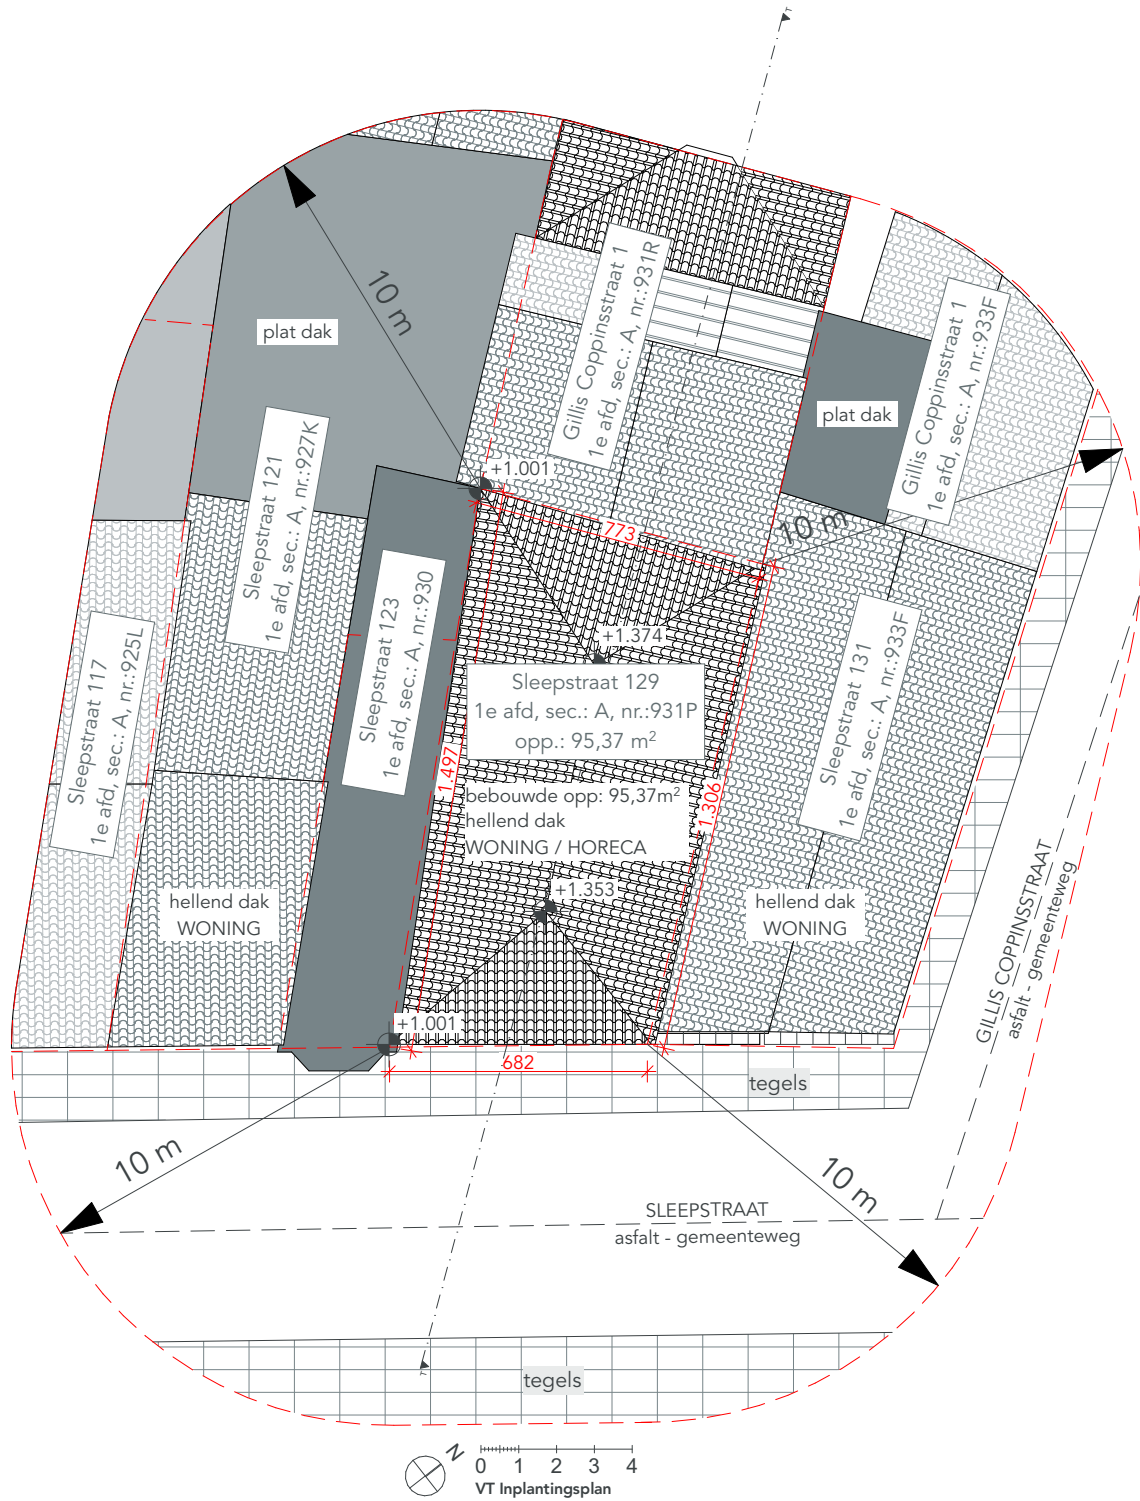 T
10 m
plat dak
Gillis Coppinsstraat 1
1e afd, sec.: A, nr.:931R
Gillis Coppinsstraat 1
1e afd, sec.: A, nr.:933F
plat dak
Sleepstraat 121
1e afd, sec.: A, nr.:927K
+1.001
773
10 m
Sleepstraat 123
1e afd, sec.: A, nr.:930
Sleepstraat 117
1e afd, sec.: A, nr.:925L
+1.374
Sleepstraat 129
1e afd, sec.: A, nr.:931P
opp.: 95,37 m²
Sleepstraat 131
1e afd, sec.: A, nr.:933F
1.497
1.306
bebouwde opp: 95,37m²
hellend dak
WONING / HORECA
hellend dak
WONING
+1.353
hellend dak
WONING
GILLIS COPPINSSTRAAT
asfalt - gemeenteweg
+1.001
682
tegels
10 m
10 m
SLEEPSTRAAT
asfalt - gemeenteweg
T
tegels
N
0 1 2 3 4
VT Inplantingsplan